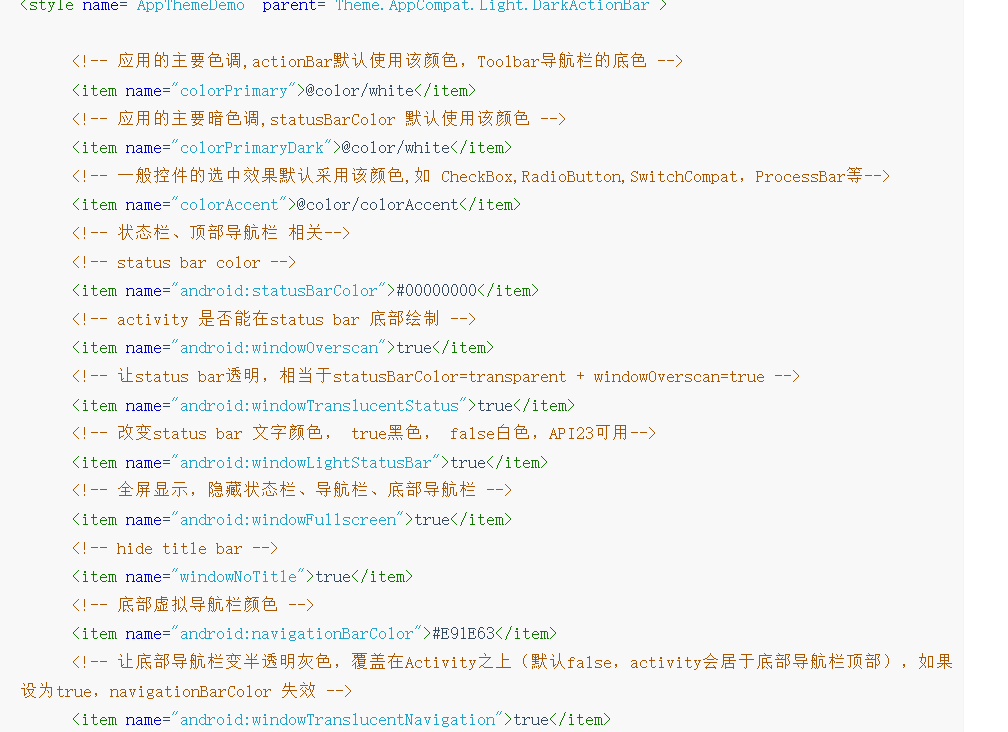 <style name="AppThemeDemo" parent="Theme.AppCompat.Light.DarkActionBar">
<!-- 应用的主要色调,actionBar默认使用该颜色，Toolbar导航栏的底色 -->
<item name="colorPrimary">@color/white</item>
<!-- 应用的主要暗色调,statusBarColor 默认使用该颜色 -->
<item name="colorPrimaryDark">@color/white</item>
<!-- 一般控件的选中效果默认采用该颜色,如 CheckBox,RadioButton,SwitchCompat，ProcessBar等-->
<item name="colorAccent">@color/colorAccent</item>
<!-- 状态栏、顶部导航栏 相关-->
<!-- status bar color -->
<item name="android:statusBarColor">#00000000</item>
<!-- activity 是否能在status bar 底部绘制 -->
<item name="android:windowOverscan">true</item>
<!-- 让status bar透明，相当于statusBarColor=transparent + windowOverscan=true -->
<item name="android:windowTranslucentStatus">true</item>
<!-- 改变status bar 文字颜色， true黑色， false白色，API23可用-->
<item name="android:windowLightStatusBar">true</item>
<!-- 全屏显示，隐藏状态栏、导航栏、底部导航栏 -->
<item name="android:windowFullscreen">true</item>
<!-- hide title bar -->
<item name="windowNoTitle">true</item>
<!-- 底部虚拟导航栏颜色 -->
<item name="android:navigationBarColor">#E91E63</item>
<!-- 让底部导航栏变半透明灰色，覆盖在Activity之上（默认false，activity会居于底部导航栏顶部），如果
设为true，navigationBarColor 失效 -->
<item name="android:windowTranslucentNavigation">true</item>